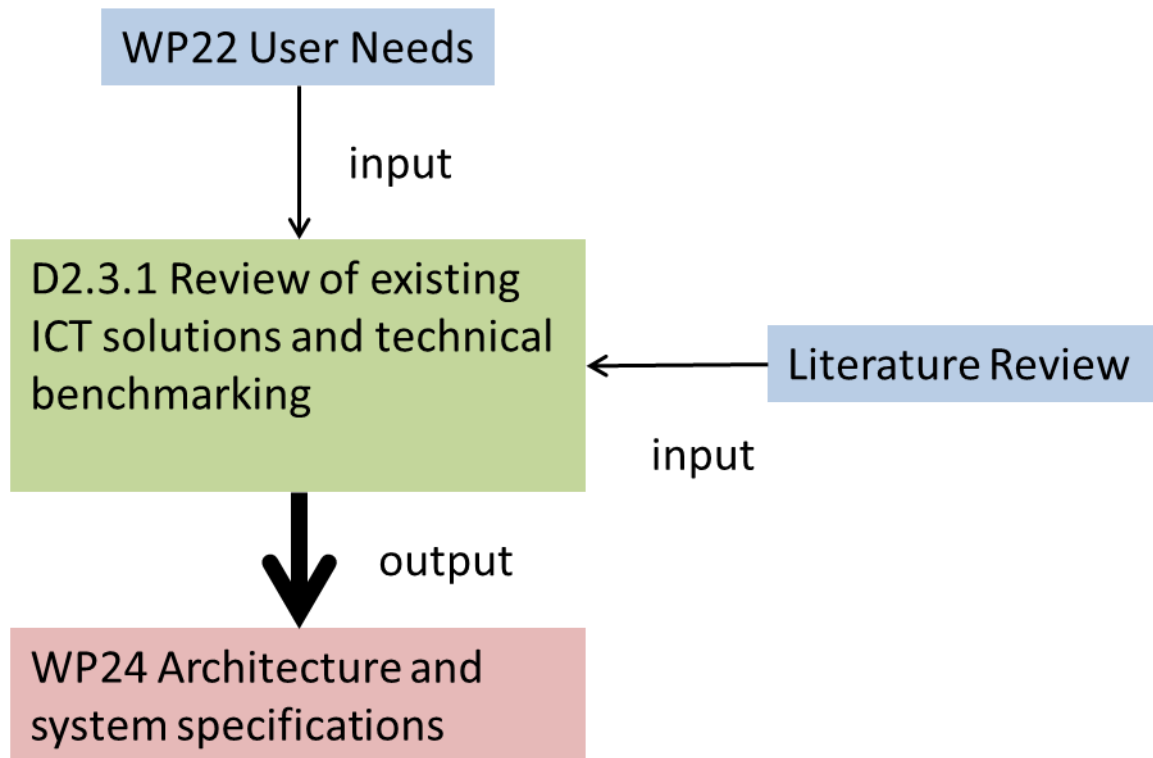 WP22 User Needs
input
D2.3.1 Review of existing
ICT solutions and technical
benchmarking
Literature Review
input
output
WP24 Architecture and
system specifications